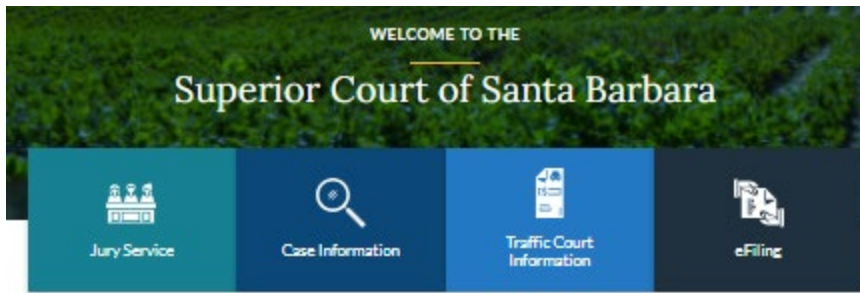 WELCOME TO THE
Superior Court of Santa Barbara
Jury Service
Case Information
Traffic Court
Information
eFiling